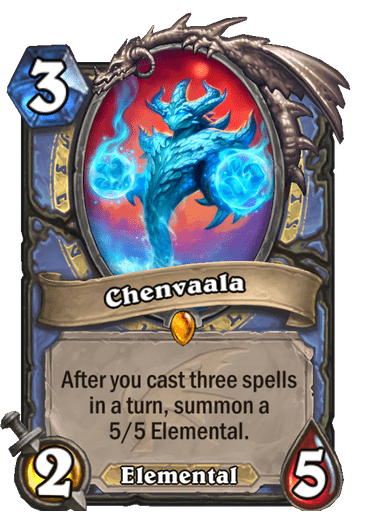 3
Chenvaala
After you cast three spells
in a turn, summon a
5/5 Elemental.
2
Elemental
5